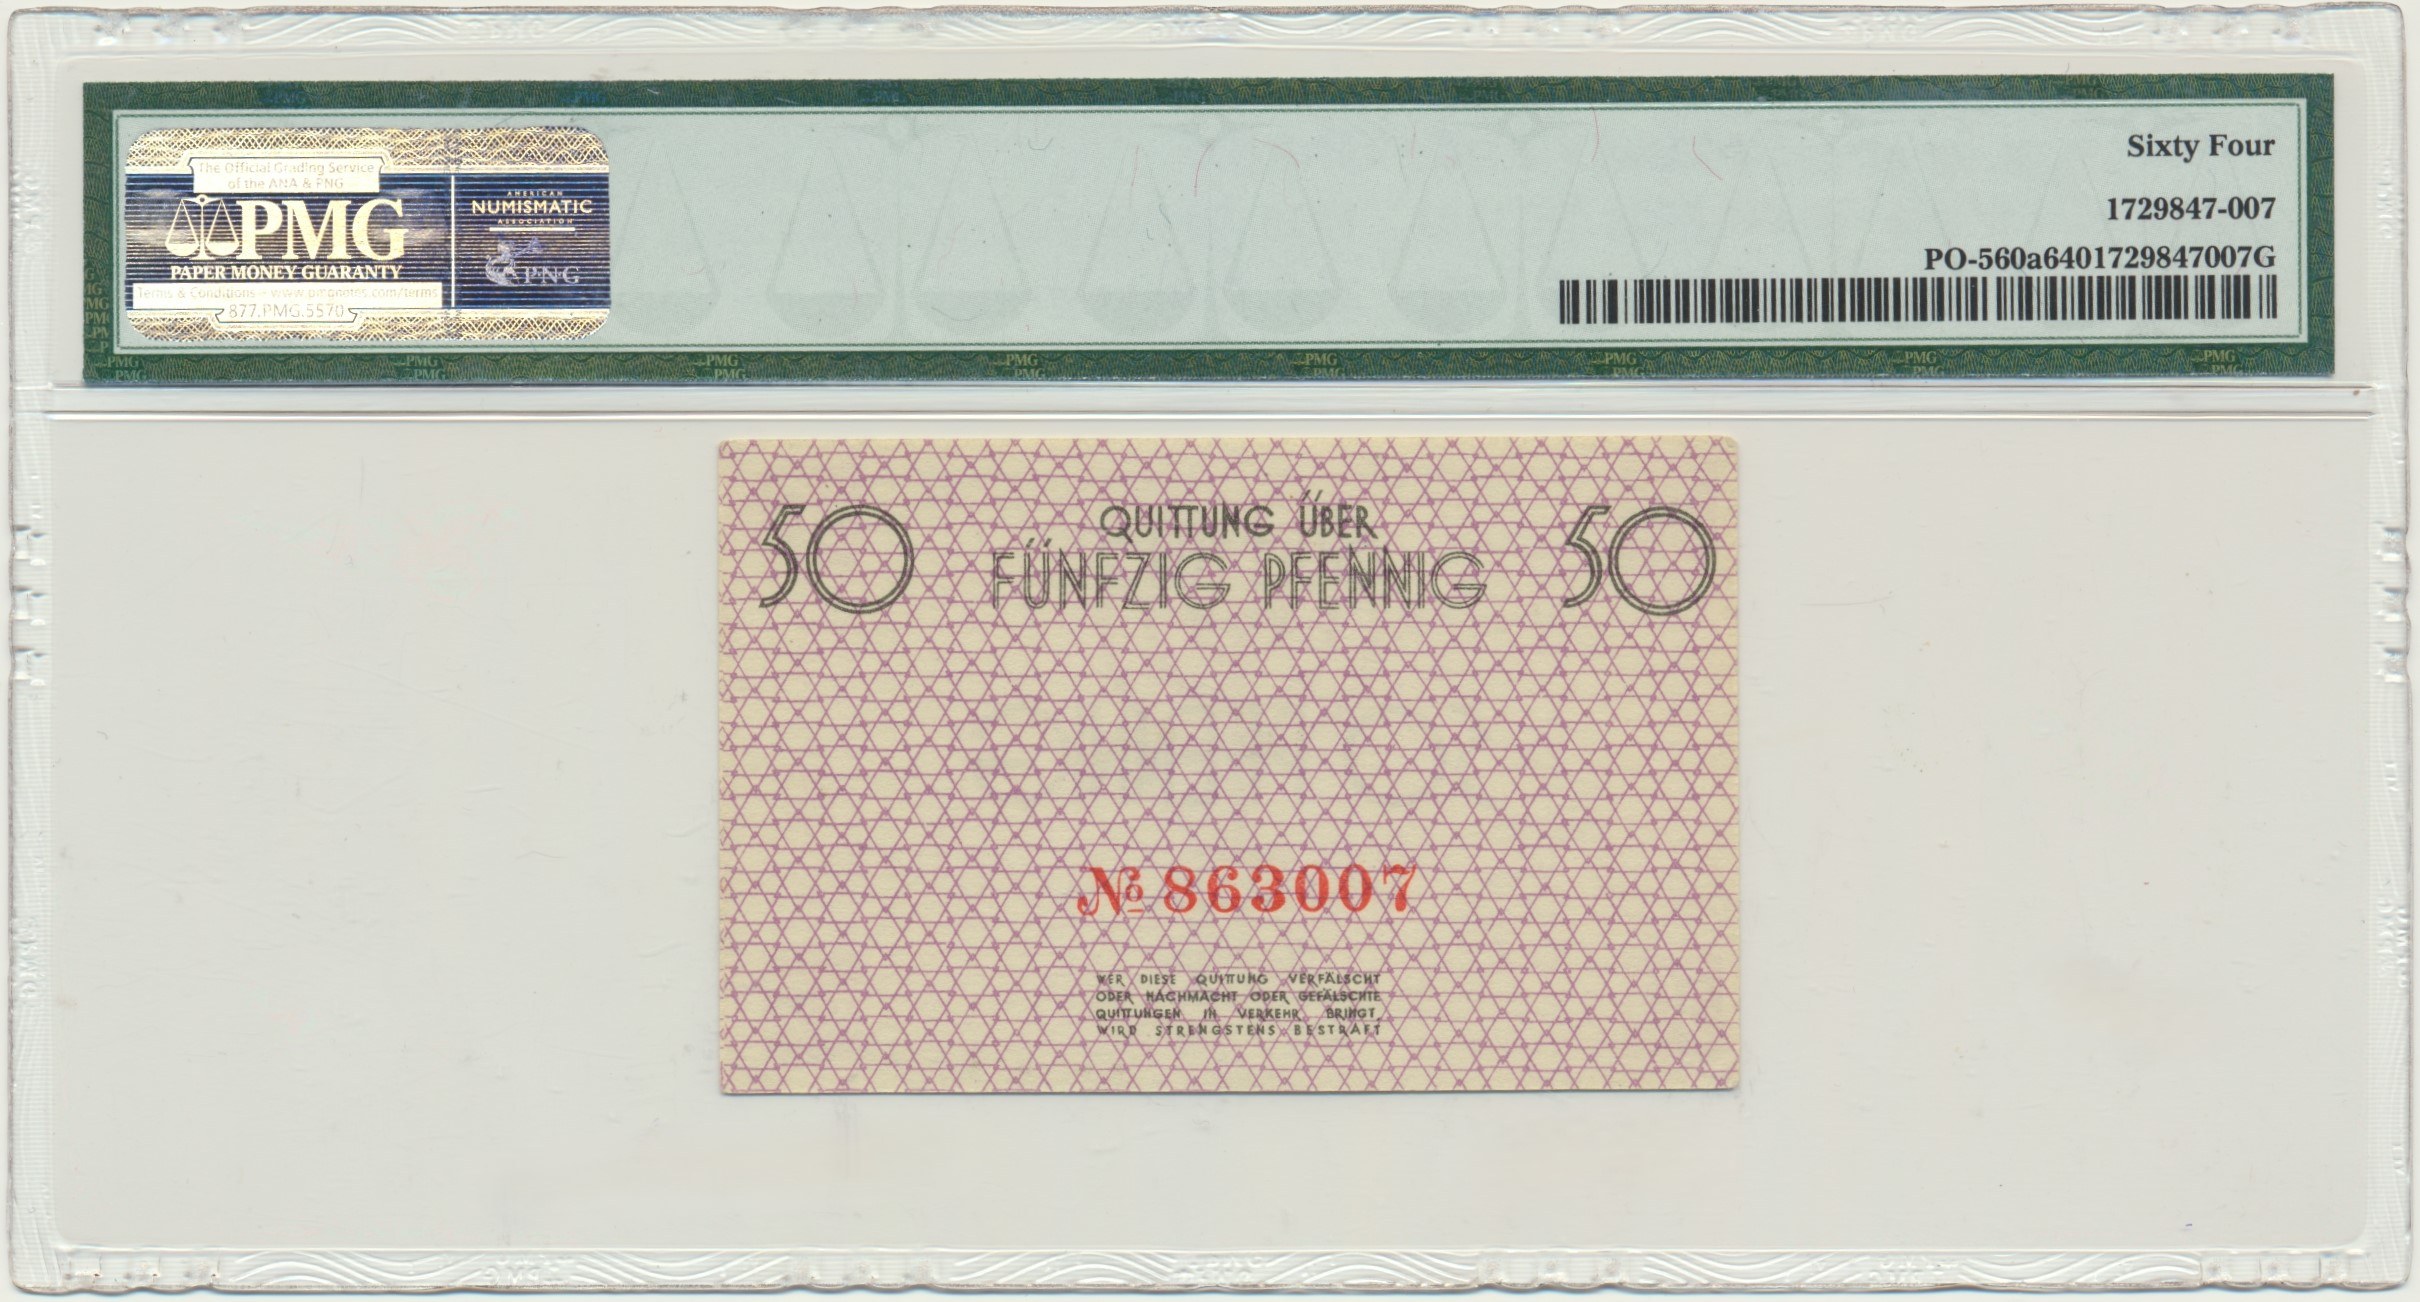 Sixty Four
1729847-007
PO-560a6401729847007G
The Official Grading Service
of the ANA & PNG
PMG
PAPER MONEY GUARANTY
Terms & Conditions - www.pmgnotes.com/terms
877.PMG.5570
AMERICAN
NUMISMATIC
ASSOCIATION
P·N·G
50
QUITTUNG ÜBER
FÜNFZIG PFENNIG
50
№ 863007
WER DIESE QUITTUNG VERFÄLSCHT
ODER NACHMACHT ODER GEFÄLSCHTE
QUITTUNGEN IN VERKEHR BRINGT,
WIRD STRENGSTENS BESTRAFT